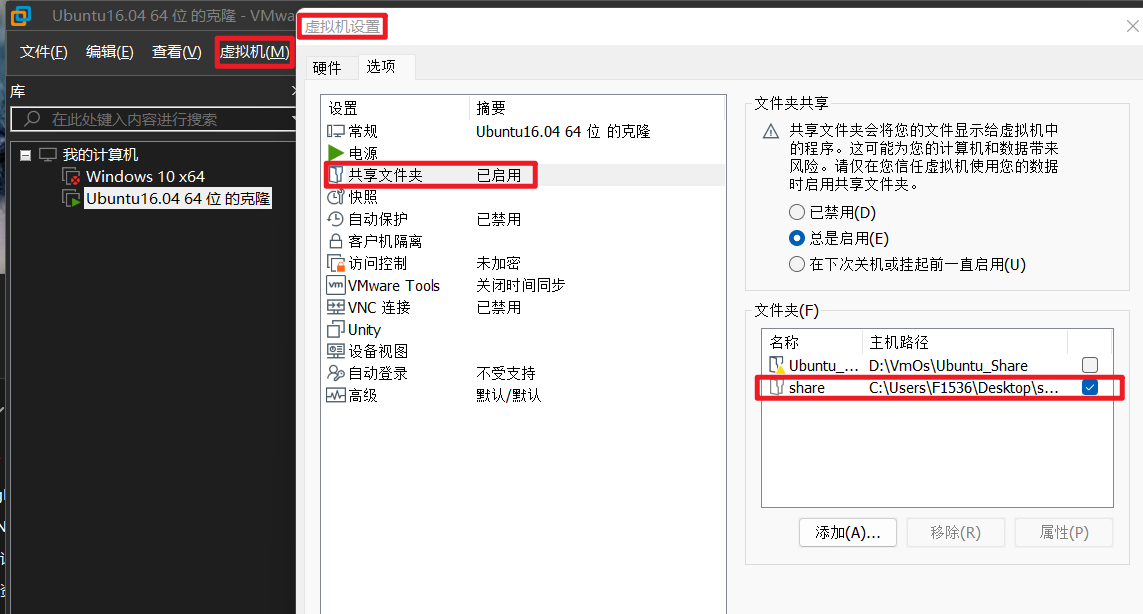 Ubuntu16.04 64 位 的克隆 - VMwa
虚拟机设置
文件(F) 编辑(E) 查看(V) 虚拟机(M)
硬件 选项
库
在此处键入内容进行搜索
我的计算机
Windows 10 x64
Ubuntu16.04 64 位 的克隆
设置 摘要
常规 Ubuntu16.04 64 位 的克隆
电源
共享文件夹 已启用
快照
自动保护 已禁用
客户机隔离
访问控制 未加密
VMware Tools 关闭时间同步
VNC 连接 已禁用
Unity
设备视图
自动登录 不受支持
高级 默认/默认
文件夹共享
共享文件夹会将您的文件显示给虚拟机中
的程序。这可能为您的计算机和数据带来
风险。请仅在您信任虚拟机使用您的数据
时启用共享文件夹。
已禁用(D)
总是启用(E)
在下次关机或挂起前一直启用(U)
文件夹(F)
名称 主机路径
Ubuntu_... D:\VmOs\Ubuntu_Share
share C:\Users\F1536\Desktop\s...
添加(A)... 移除(R) 属性(P)